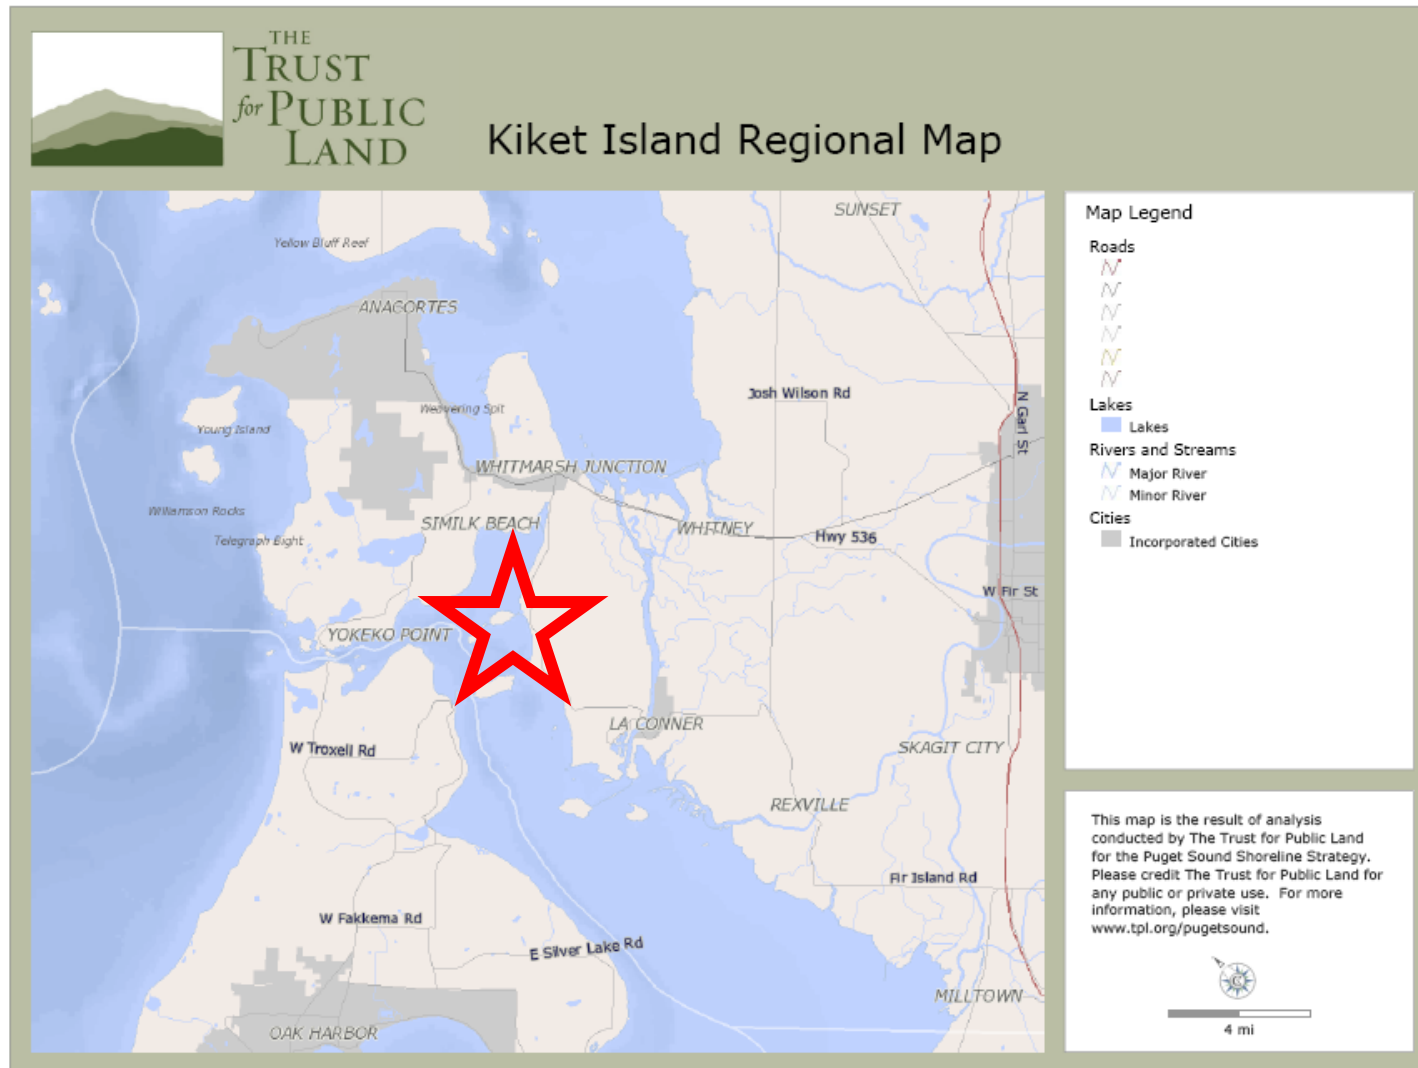 THE
TRUST
for PUBLIC
LAND
Kiket Island Regional Map
SUNSET
Yellow Bluff Reef
ANACORTES
Josh Wilson Rd
N Garl St
Weavering Spit
Young Island
WHITMARSH JUNCTION
Williamson Rocks
SIMILK BEACH
WHITNEY
Telegraph Bight
Hwy 536
W Fir St
YOKEKO POINT
LA CONNER
W Troxell Rd
SKAGIT CITY
REXVILLE
Fir Island Rd
W Fakkema Rd
E Silver Lake Rd
MILLTOWN
OAK HARBOR
Map Legend
Roads
Lakes
Lakes
Rivers and Streams
Major River
Minor River
Cities
Incorporated Cities
This map is the result of analysis
conducted by The Trust for Public Land
for the Puget Sound Shoreline Strategy.
Please credit The Trust for Public Land for
any public or private use. For more
information, please visit
www.tpl.org/pugetsound.
4 mi